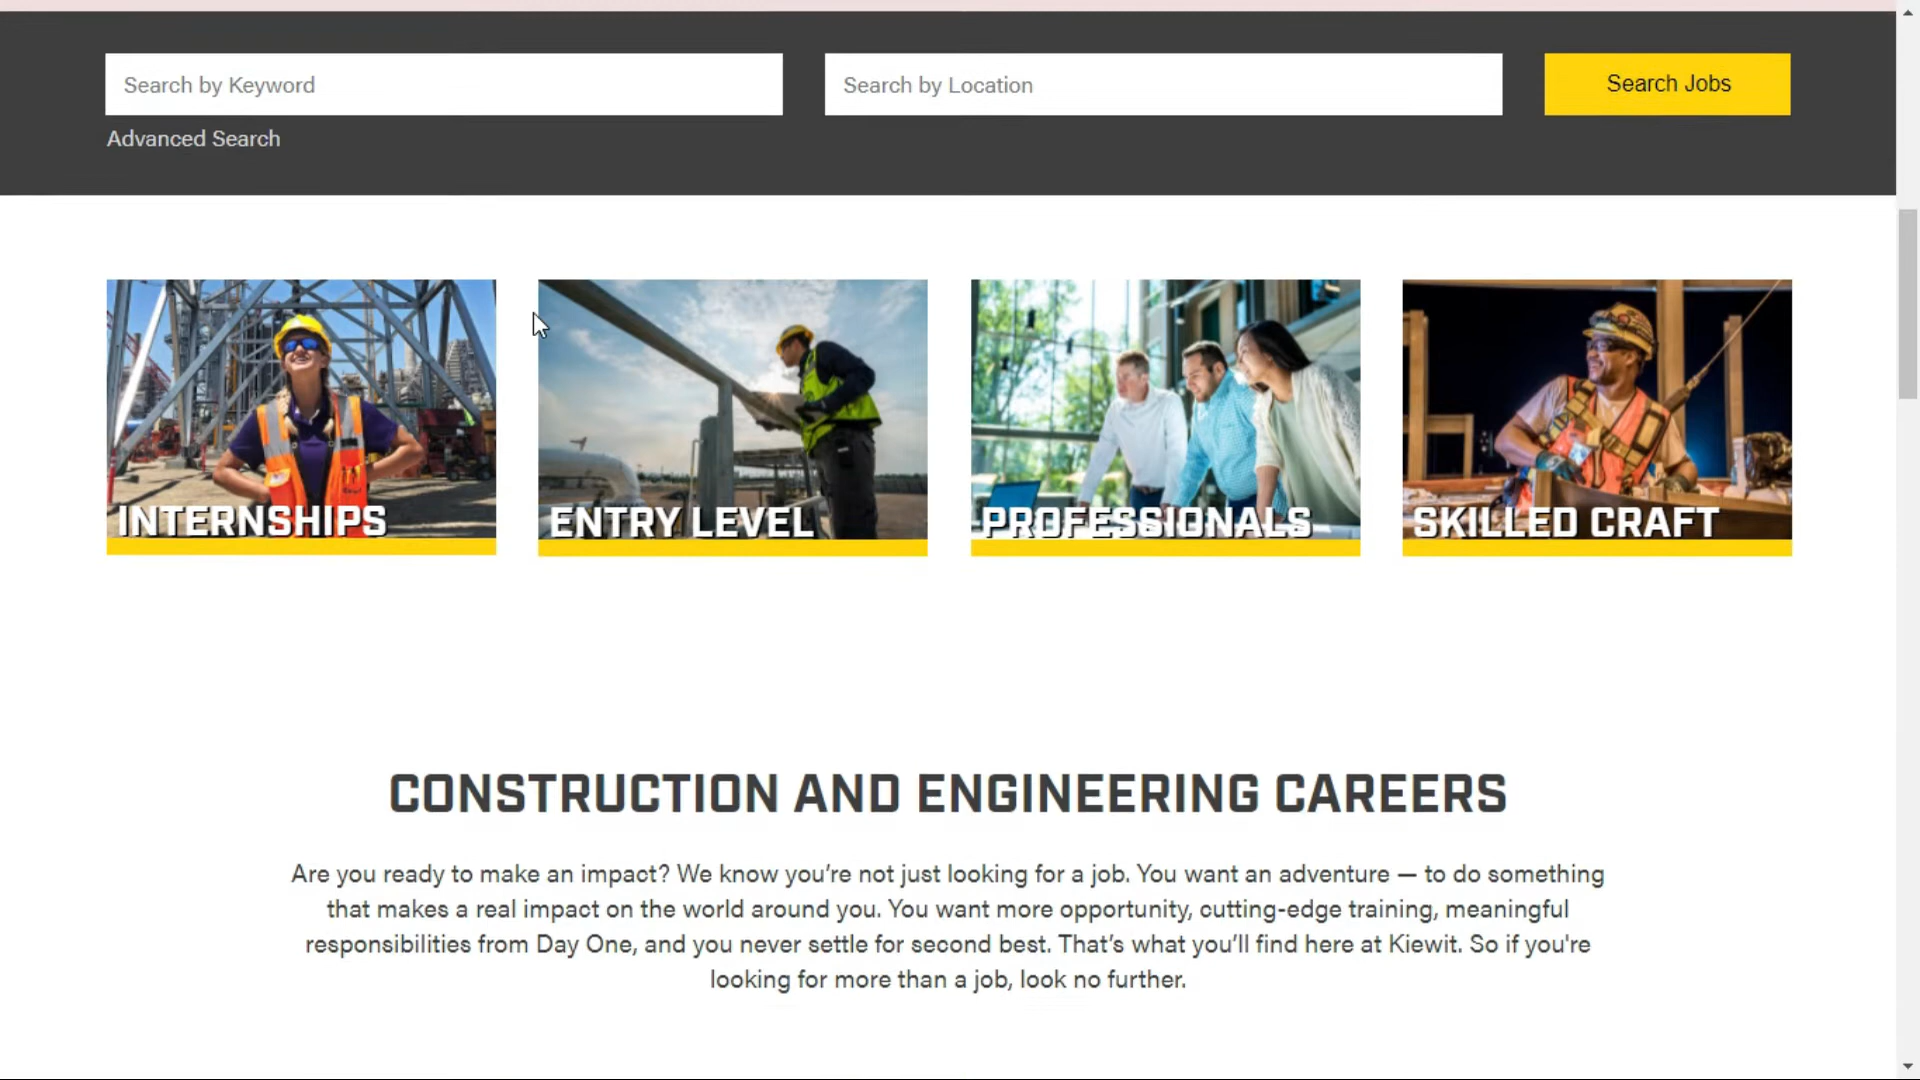 Search by Keyword
Search by Location
Search Jobs
Advanced Search
INTERNSHIPS
ENTRY LEVEL
PROFESSIONALS
SKILLED CRAFT
CONSTRUCTION AND ENGINEERING CAREERS
Are you ready to make an impact? We know you’re not just looking for a job. You want an adventure — to do something
that makes a real impact on the world around you. You want more opportunity, cutting-edge training, meaningful
responsibilities from Day One, and you never settle for second best. That’s what you’ll find here at Kiewit. So if you're
looking for more than a job, look no further.